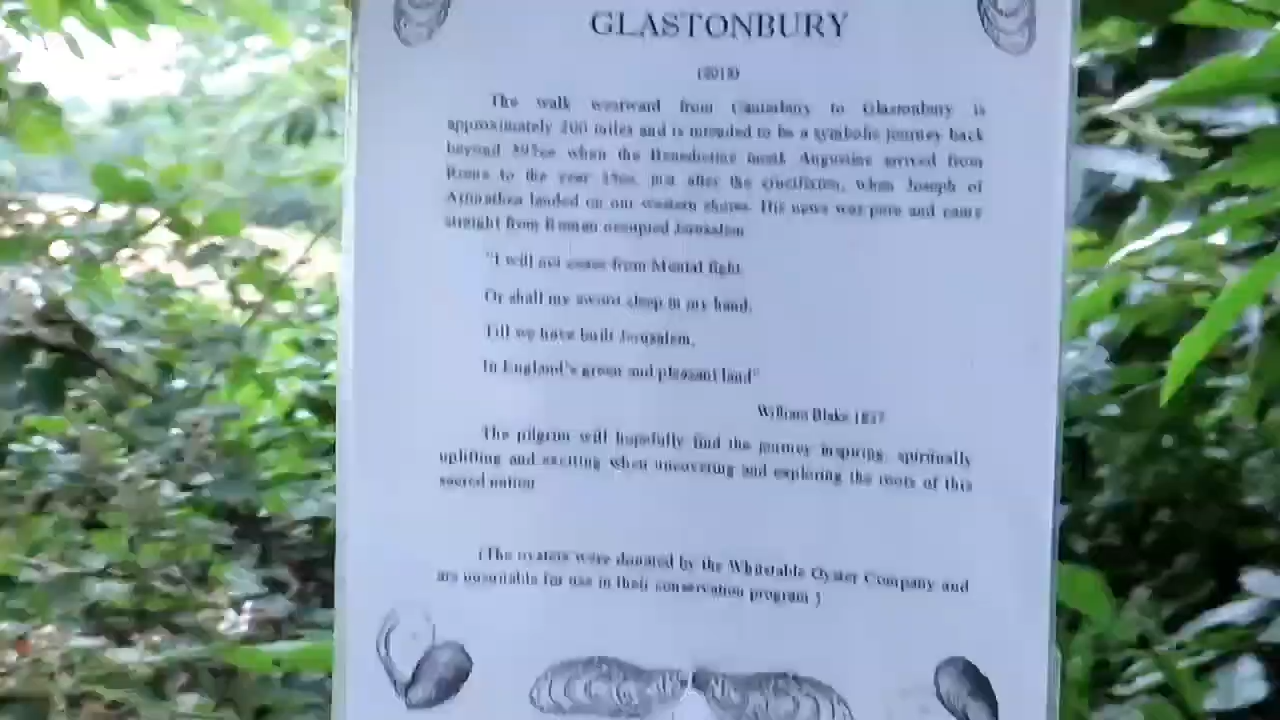 GLASTONBURY
(2018)
The walk westward from Canterbury to Glastonbury is
approximately 200 miles and is intended to be a symbolic journey back
beyond 597ce when the Benedictine monk Augustine arrived from
Rome to the year just after the crucifixion, when Joseph of
Arimathea landed on our western shores. His news was pure and came
straight from Roman occupied Jerusalem
"I will not cease from Mental fight,
Or shall my sword sleep in my hand,
Till we have built Jerusalem,
In England's green and pleasant land"
William Blake
The pilgrim will hopefully find the journey inspiring, spiritually
uplifting and exciting when uncovering and exploring the roots of this
sacred nation
(The oysters were donated by the Whitstable Oyster Company and
are unsuitable for use in their conservation program )